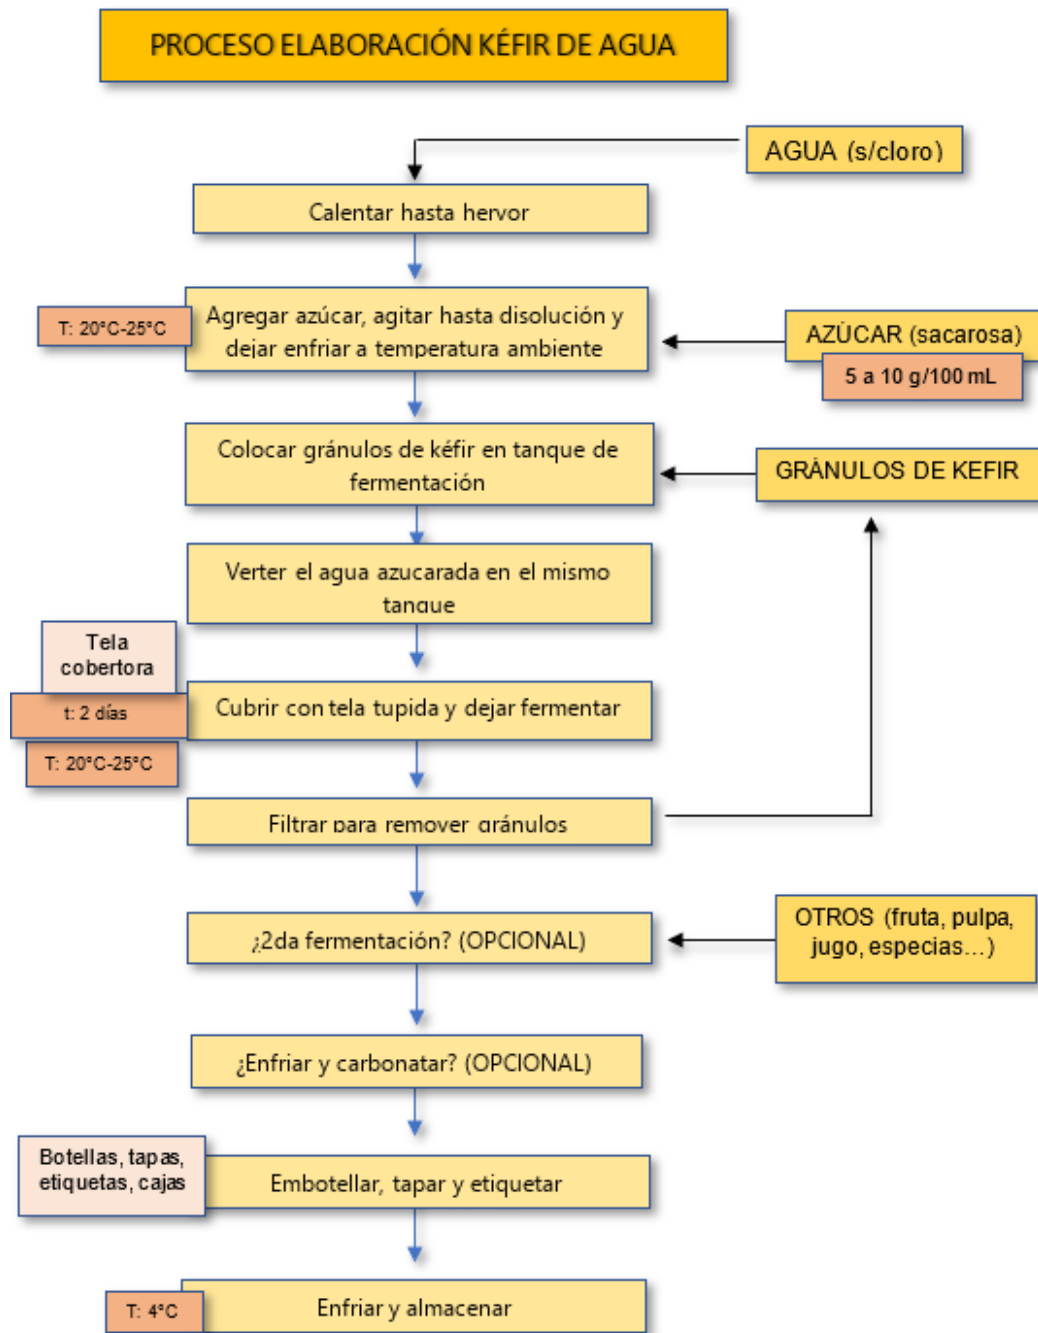 PROCESO ELABORACIÓN KÉFIR DE AGUA
AGUA (s/cloro)
Calentar hasta hervor
T: 20°C-25°C
Agregar azúcar, agitar hasta disolución y
dejar enfriar a temperatura ambiente
AZÚCAR (sacarosa)
5 a 10 g/100 mL
Colocar gránulos de kéfir en tanque de
fermentación
GRÁNULOS DE KEFIR
Verter el agua azucarada en el mismo
tanque
Tela
cobertora
t: 2 días
T: 20°C-25°C
Cubrir con tela tupida y dejar fermentar
Filtrar para remover gránulos
¿2da fermentación? (OPCIONAL)
OTROS (fruta, pulpa,
jugo, especias...)
¿Enfriar y carbonatar? (OPCIONAL)
Botellas, tapas,
etiquetas, cajas
Embotellar, tapar y etiquetar
T: 4°C
Enfriar y almacenar